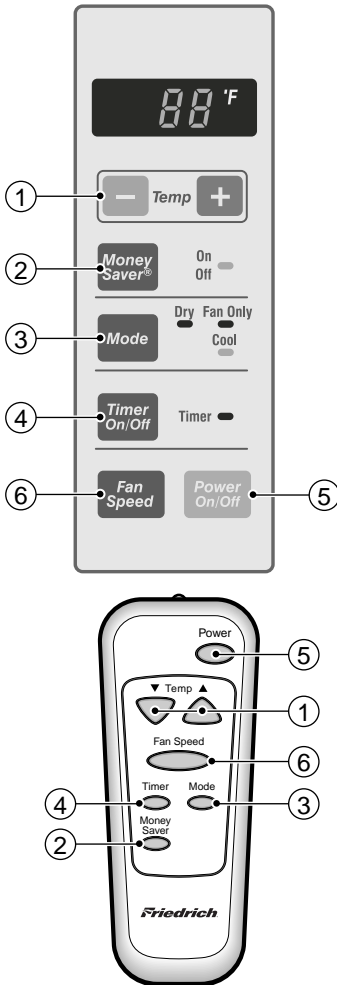 88 °F
1
− Temp +
2
Money
Saver®
On
Off
3
Mode
Dry Fan Only
Cool
4
Timer
On/Off
Timer
6
Fan
Speed
Power
On/Off
5
Power
5
▼ Temp ▲
1
Fan Speed
6
Timer Mode
4
3
Money
Saver
2
Friedrich